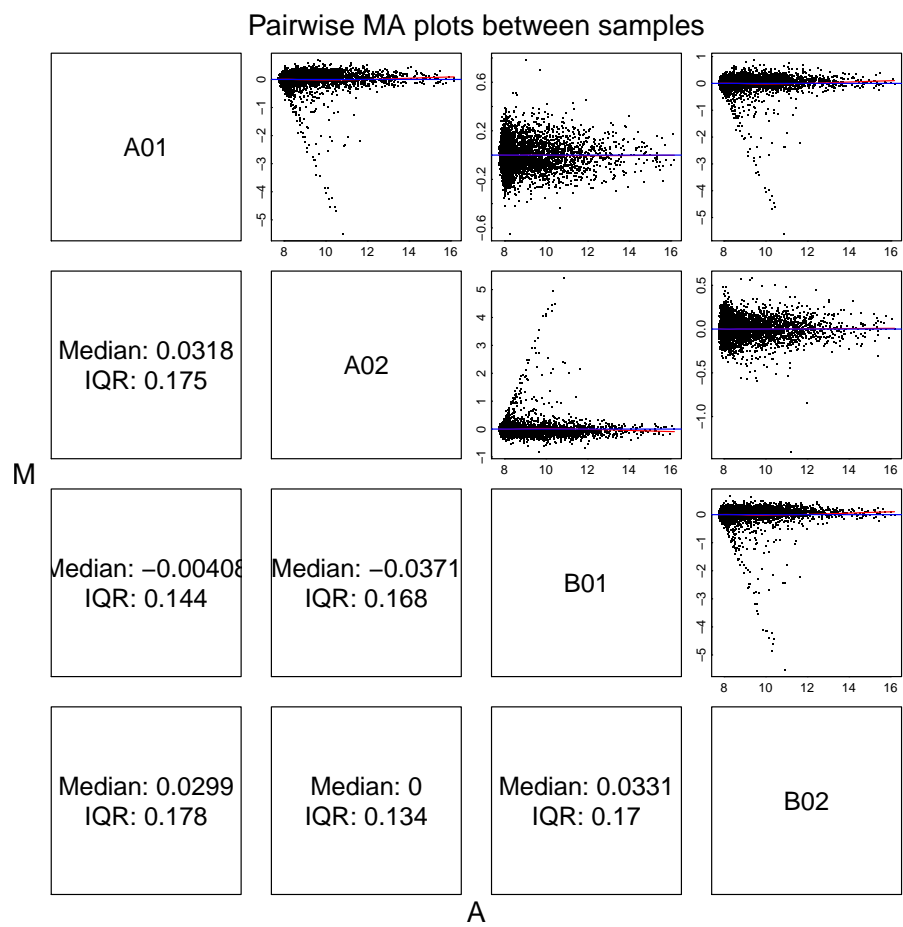 Pairwise MA plots between samples
A01
0
−1
−2
−3
−4
−5
8 10 12 14 16
0.6
0.2
−0.2
−0.6
8 10 12 14 16
1
0
−1
−2
−3
−4
−5
8 10 12 14 16
Median: 0.0318
IQR: 0.175
A02
5
4
3
2
1
0
−1
8 10 12 14 16
0.5
0.0
−0.5
−1.0
8 10 12 14 16
M
Median: −0.00408
IQR: 0.144
Median: −0.0371
IQR: 0.168
B01
0
−1
−2
−3
−4
−5
8 10 12 14 16
Median: 0.0299
IQR: 0.178
Median: 0
IQR: 0.134
Median: 0.0331
IQR: 0.17
B02
A